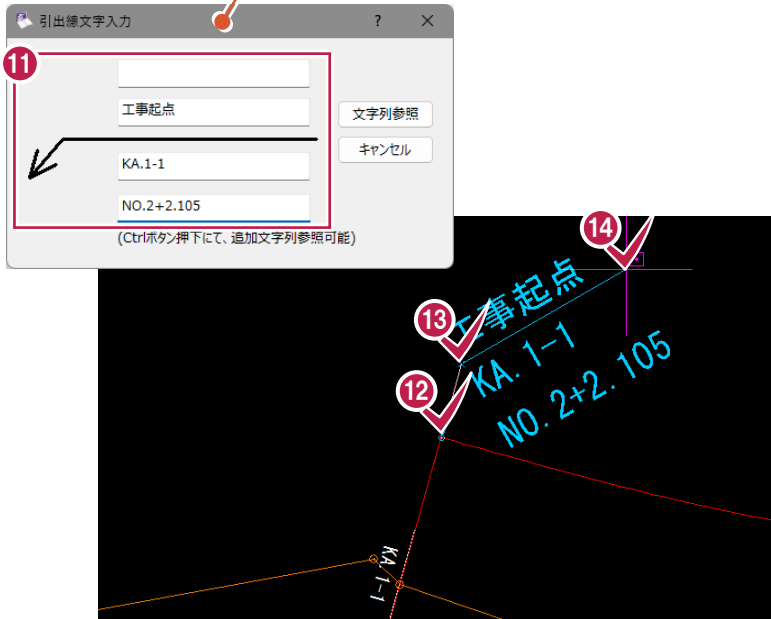 引出線文字入力
?
11
工事起点
文字列参照
キャンセル
KA.1-1
NO.2+2.105
(Ctrlボタン押下にて、追加文字列参照可能)
14
工事起点
13
KA.1-1
12
NO.2+2.105
KA.1-1